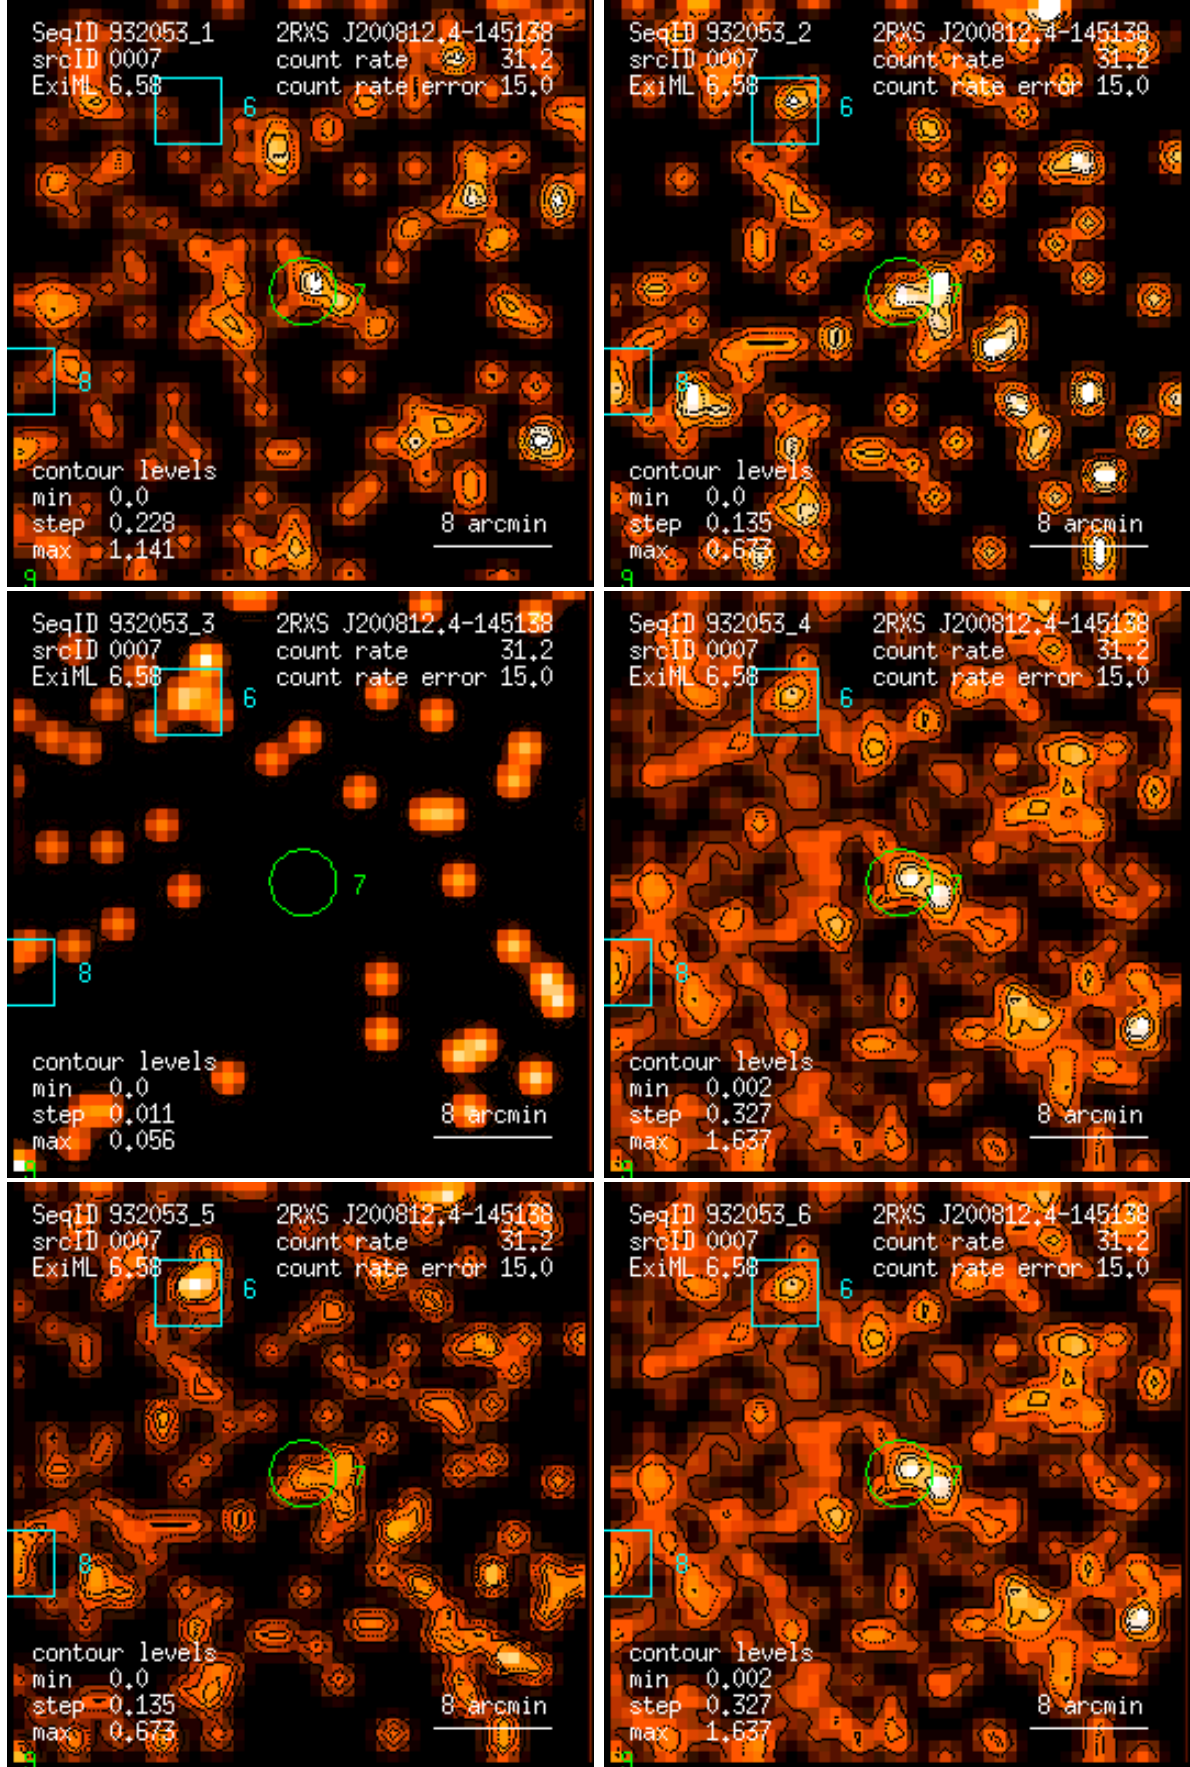 SeqID 932053_1 2RXS J200812.4-145138
srcID 0007 count rate 31.2
ExiML 6.58 count rate error 15.0
6
7
8
contour levels
min 0.0
step 0.228 8 arcmin
max 1.141
9
SeqID 932053_2 2RXS J200812.4-145138
srcID 0007 count rate 31.2
ExiML 6.58 count rate error 15.0
6
7
8
contour levels
min 0.0
step 0.135 8 arcmin
max 0.673
9
SeqID 932053_3 2RXS J200812.4-145138
srcID 0007 count rate 31.2
ExiML 6.58 count rate error 15.0
6
7
8
contour levels
min 0.0
step 0.011 8 arcmin
max 0.056
9
SeqID 932053_4 2RXS J200812.4-145138
srcID 0007 count rate 31.2
ExiML 6.58 count rate error 15.0
6
7
8
contour levels
min 0.002
step 0.327 8 arcmin
max 1.637
9
SeqID 932053_5 2RXS J200812.4-145138
srcID 0007 count rate 31.2
ExiML 6.58 count rate error 15.0
6
7
8
contour levels
min 0.0
step 0.135 8 arcmin
max 0.673
9
SeqID 932053_6 2RXS J200812.4-145138
srcID 0007 count rate 31.2
ExiML 6.58 count rate error 15.0
6
7
8
contour levels
min 0.002
step 0.327 8 arcmin
max 1.637
9